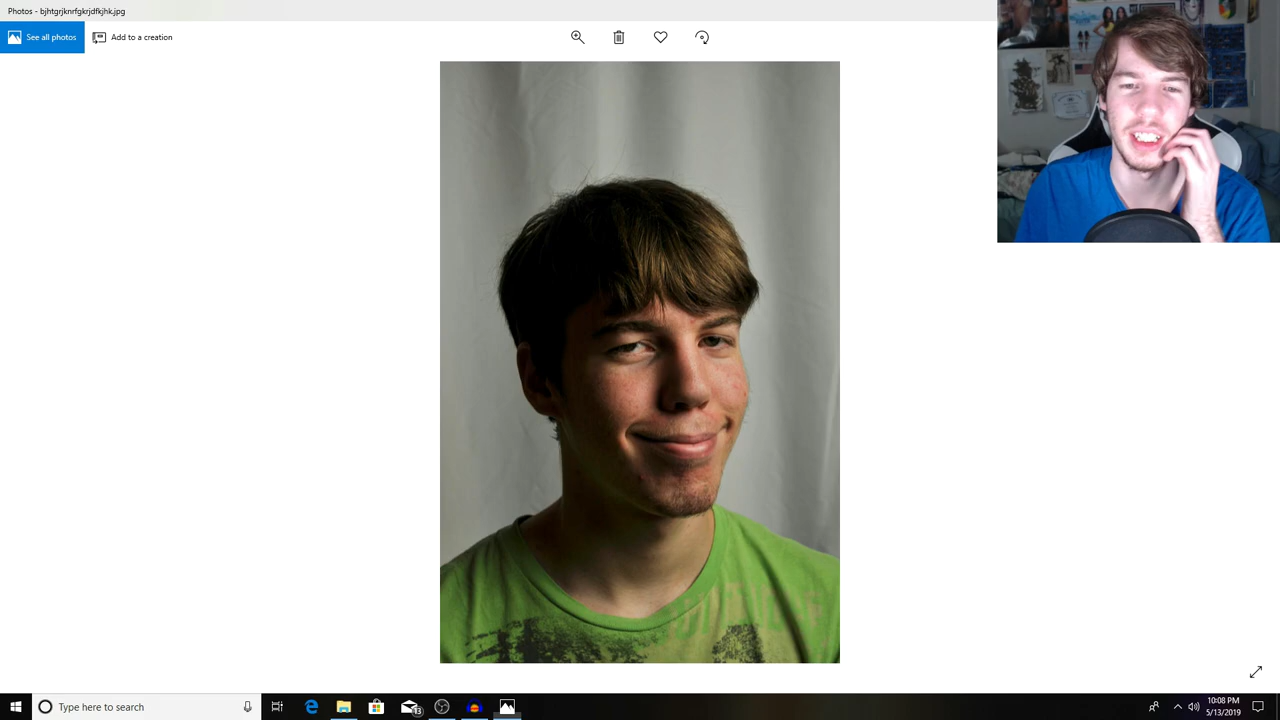 Photos - bjhtgrjknrfgkrjdfkjhk.jpg
See all photos
Add to a creation
Type here to search
13
10:08 PM
5/13/2019